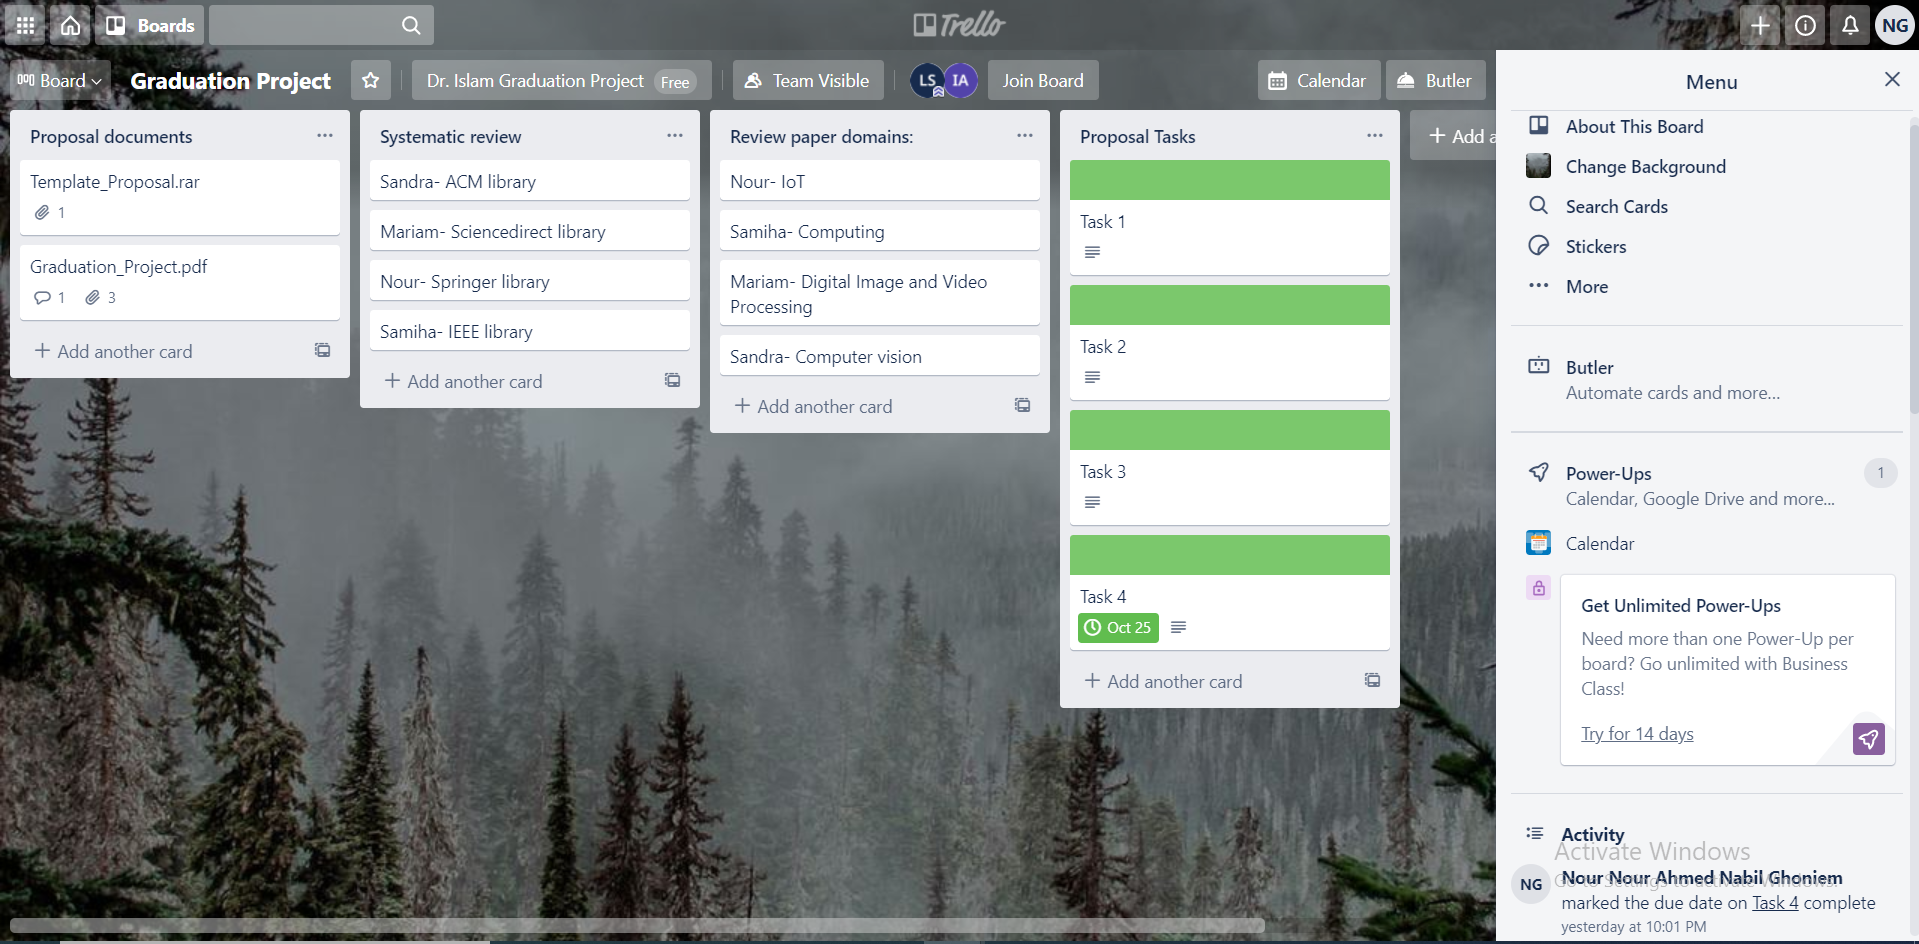 Boards
Trello
NG
Board
Graduation Project
Dr. Islam Graduation Project Free
Team Visible
LS IA
Join Board
Calendar
Butler
Proposal documents
Template_Proposal.rar
1
Graduation_Project.pdf
1 3
+ Add another card
Systematic review
Sandra- ACM library
Mariam- Sciencedirect library
Nour- Springer library
Samiha- IEEE library
+ Add another card
Review paper domains:
Nour- IoT
Samiha- Computing
Mariam- Digital Image and Video
Processing
Sandra- Computer vision
+ Add another card
Proposal Tasks
Task 1
Task 2
Task 3
Task 4
Oct 25
+ Add another card
+ Add a
Menu
About This Board
Change Background
Search Cards
Stickers
More
Butler
Automate cards and more...
Power-Ups 1
Calendar, Google Drive and more...
Calendar
Get Unlimited Power-Ups
Need more than one Power-Up per
board? Go unlimited with Business
Class!
Try for 14 days
Activity
Activate Windows
Go to Settings to activate Windows.
NG Nour Nour Ahmed Nabil Ghoniem
marked the due date on Task 4 complete
yesterday at 10:01 PM